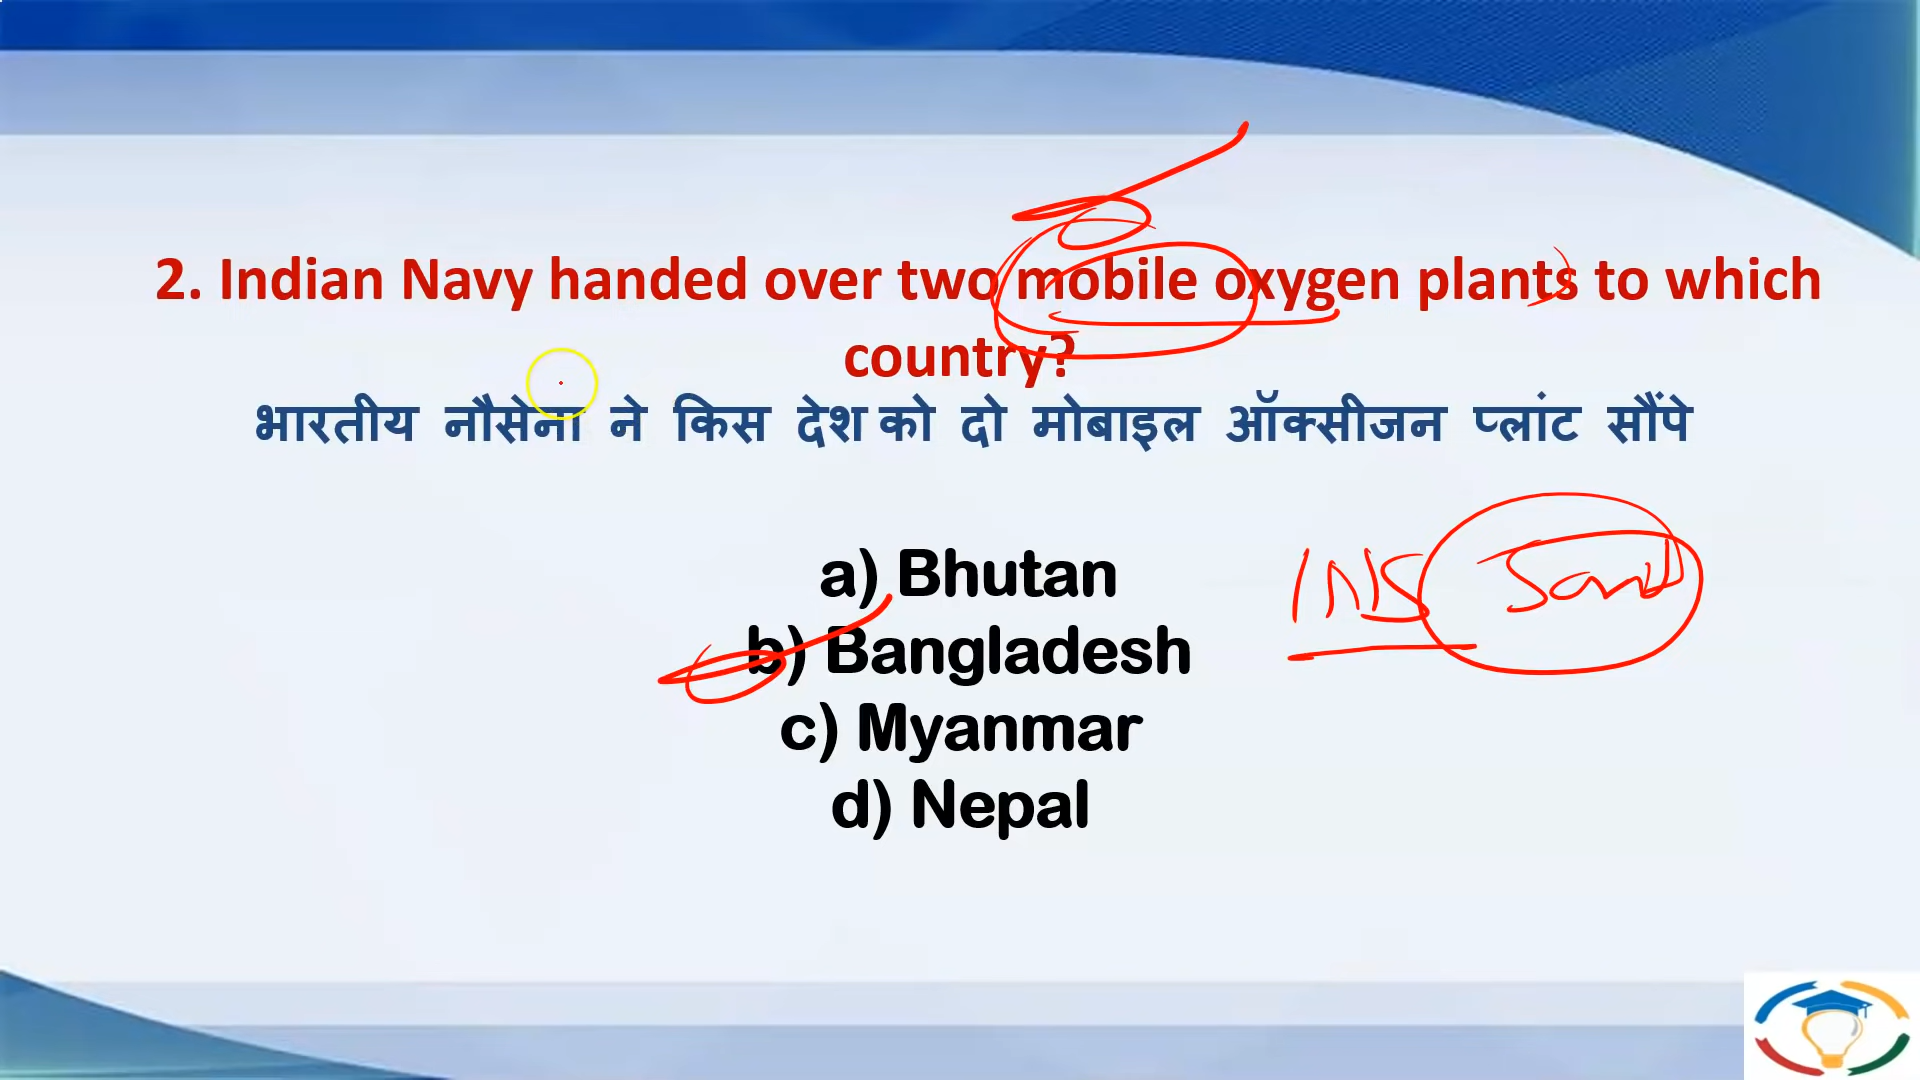 2. Indian Navy handed over two mobile oxygen plants to which
country?
भारतीय नौसेना ने किस देश को दो मोबाइल ऑक्सीजन प्लांट सौंपे
a) Bhutan
INS
b) Bangladesh
c) Myanmar
d) Nepal